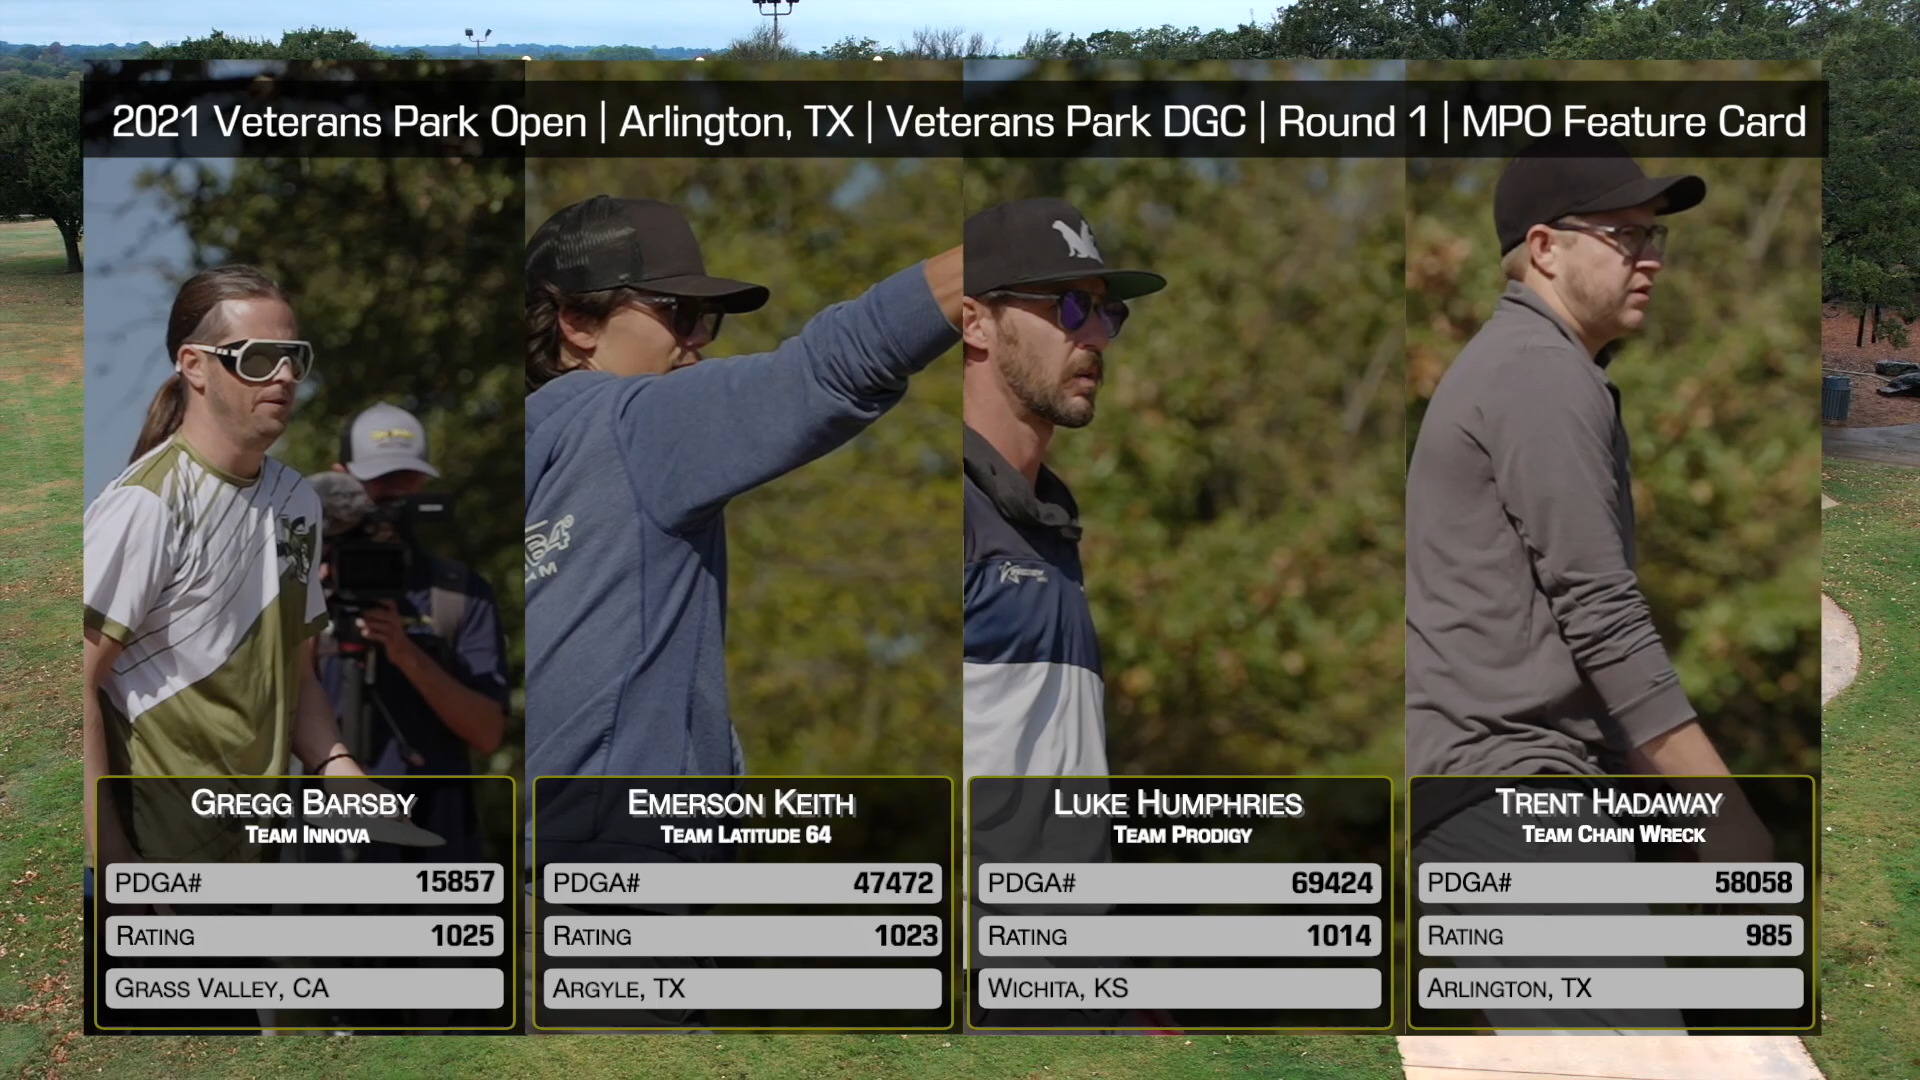 2021 Veterans Park Open | Arlington, TX | Veterans Park DGC | Round 1 | MPO Feature Card
64°
GREGG BARSBY
TEAM INNOVA
PDGA# 15857
RATING 1025
GRASS VALLEY, CA
EMERSON KEITH
TEAM LATITUDE 64
PDGA# 47472
RATING 1023
ARGYLE, TX
LUKE HUMPHRIES
TEAM PRODIGY
PDGA# 69424
RATING 1014
WICHITA, KS
TRENT HADAWAY
TEAM CHAIN WRECK
PDGA# 58058
RATING 985
ARLINGTON, TX